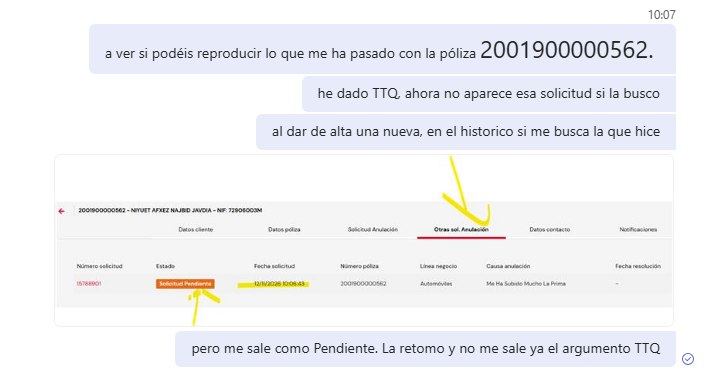 10:07
a ver si podéis reproducir lo que me ha pasado con la póliza 2001900000562.
he dado TTQ, ahora no aparece esa solicitud si la busco
al dar de alta una nueva, en el historico si me busca la que hice
2001900000562 - NIYUET AFXEZ NAJBID JAVDIA - NIF: 72906003M
Datos cliente Datos póliza Solicitud Anulación Otras sol. Anulación Datos contacto Notificaciones
Número solicitud Estado Fecha solicitud Número póliza Línea negocio Causa anulación Fecha resolución
15788901 Solicitud Pendiente 12/11/2026 10:06:43 2001900000562 Automóviles Me Ha Subido Mucho La Prima -
pero me sale como Pendiente. La retomo y no me sale ya el argumento TTQ